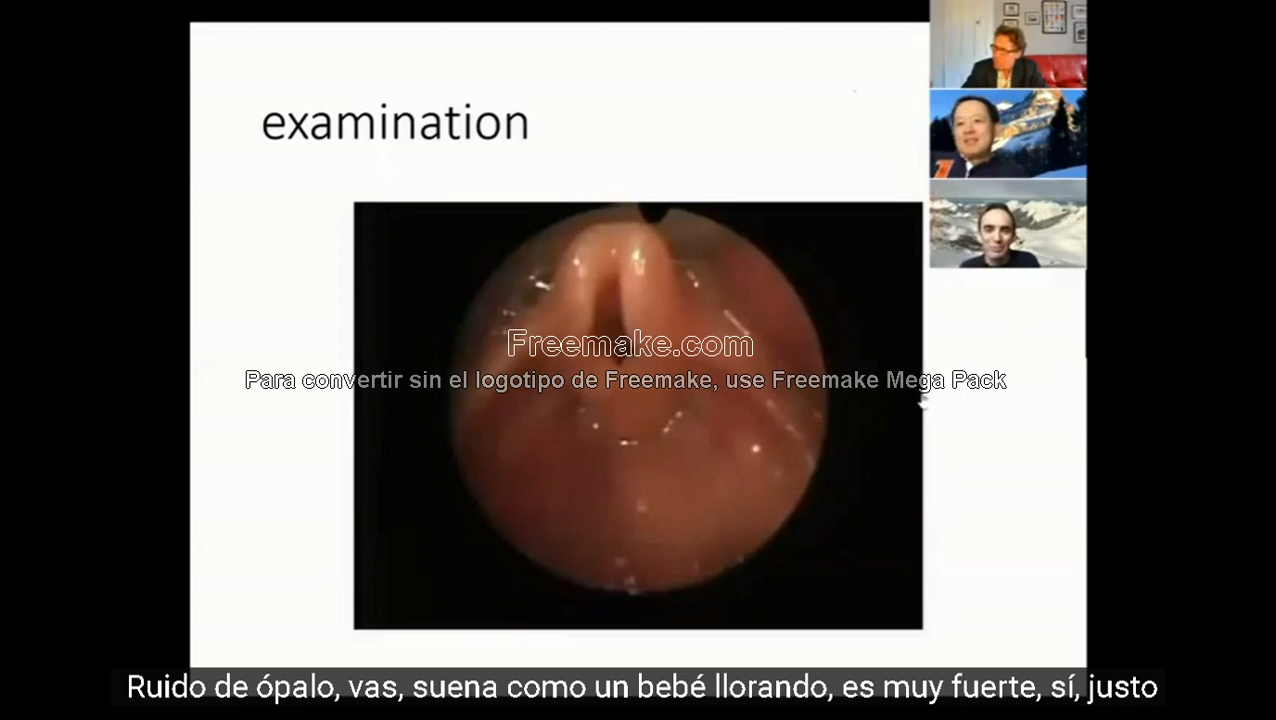 examination
Freemake.com
Para convertir sin el logotipo de Freemake, use Freemake Mega Pack
Ruido de ópalo, vas, suena como un bebé llorando, es muy fuerte, sí, justo